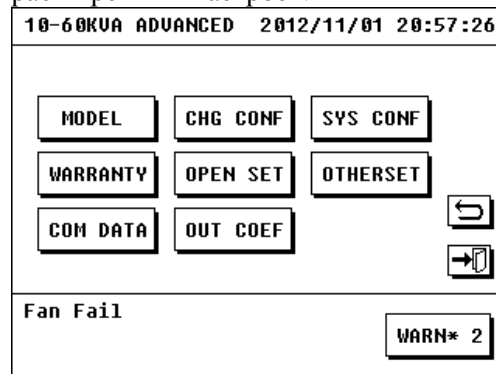 10-60KVA ADVANCED 2012/11/01 20:57:26
MODEL CHG CONF SYS CONF
WARRANTY OPEN SET OTHERSET
COM DATA OUT COEF
Fan Fail
WARN* 2